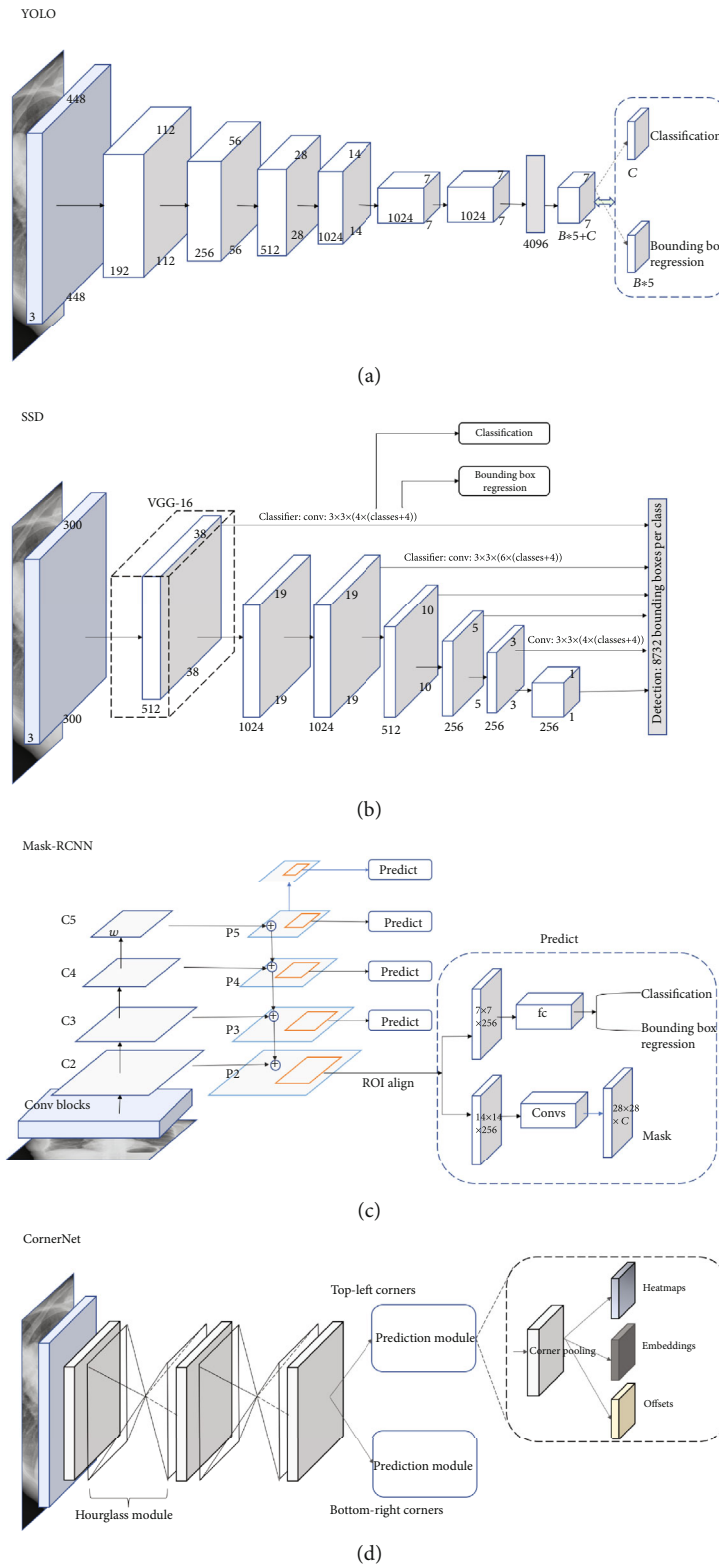 YOLO
448
448
3
112
112
192
56
56
256
28
28
512
14
14
1024
7
7
1024
7
7
1024
4096
7
7
B*5+C
Classification
C
Bounding box
regression
B*5
(a)
SSD
300
300
3
VGG-16
38
38
512
Classification
Bounding box
regression
Classifier: conv: 3×3×(4×(classes+4))
Classifier: conv: 3×3×(6×(classes+4))
Conv: 3×3×(4×(classes+4))
19
19
1024
19
19
1024
10
10
512
5
5
256
3
3
256
1
1
256
Detection: 8732 bounding boxes per class
(b)
Mask-RCNN
C5
w
C4
C3
C2
Conv blocks
P5
P4
P3
P2
Predict
Predict
Predict
Predict
ROI align
Predict
7×7
×256
fc
Classification
Bounding box
regression
14×14
×256
Convs
28×28
× C
Mask
(c)
CornerNet
Hourglass module
Top-left corners
Prediction module
Prediction module
Bottom-right corners
Corner pooling
Heatmaps
Embeddings
Offsets
(d)